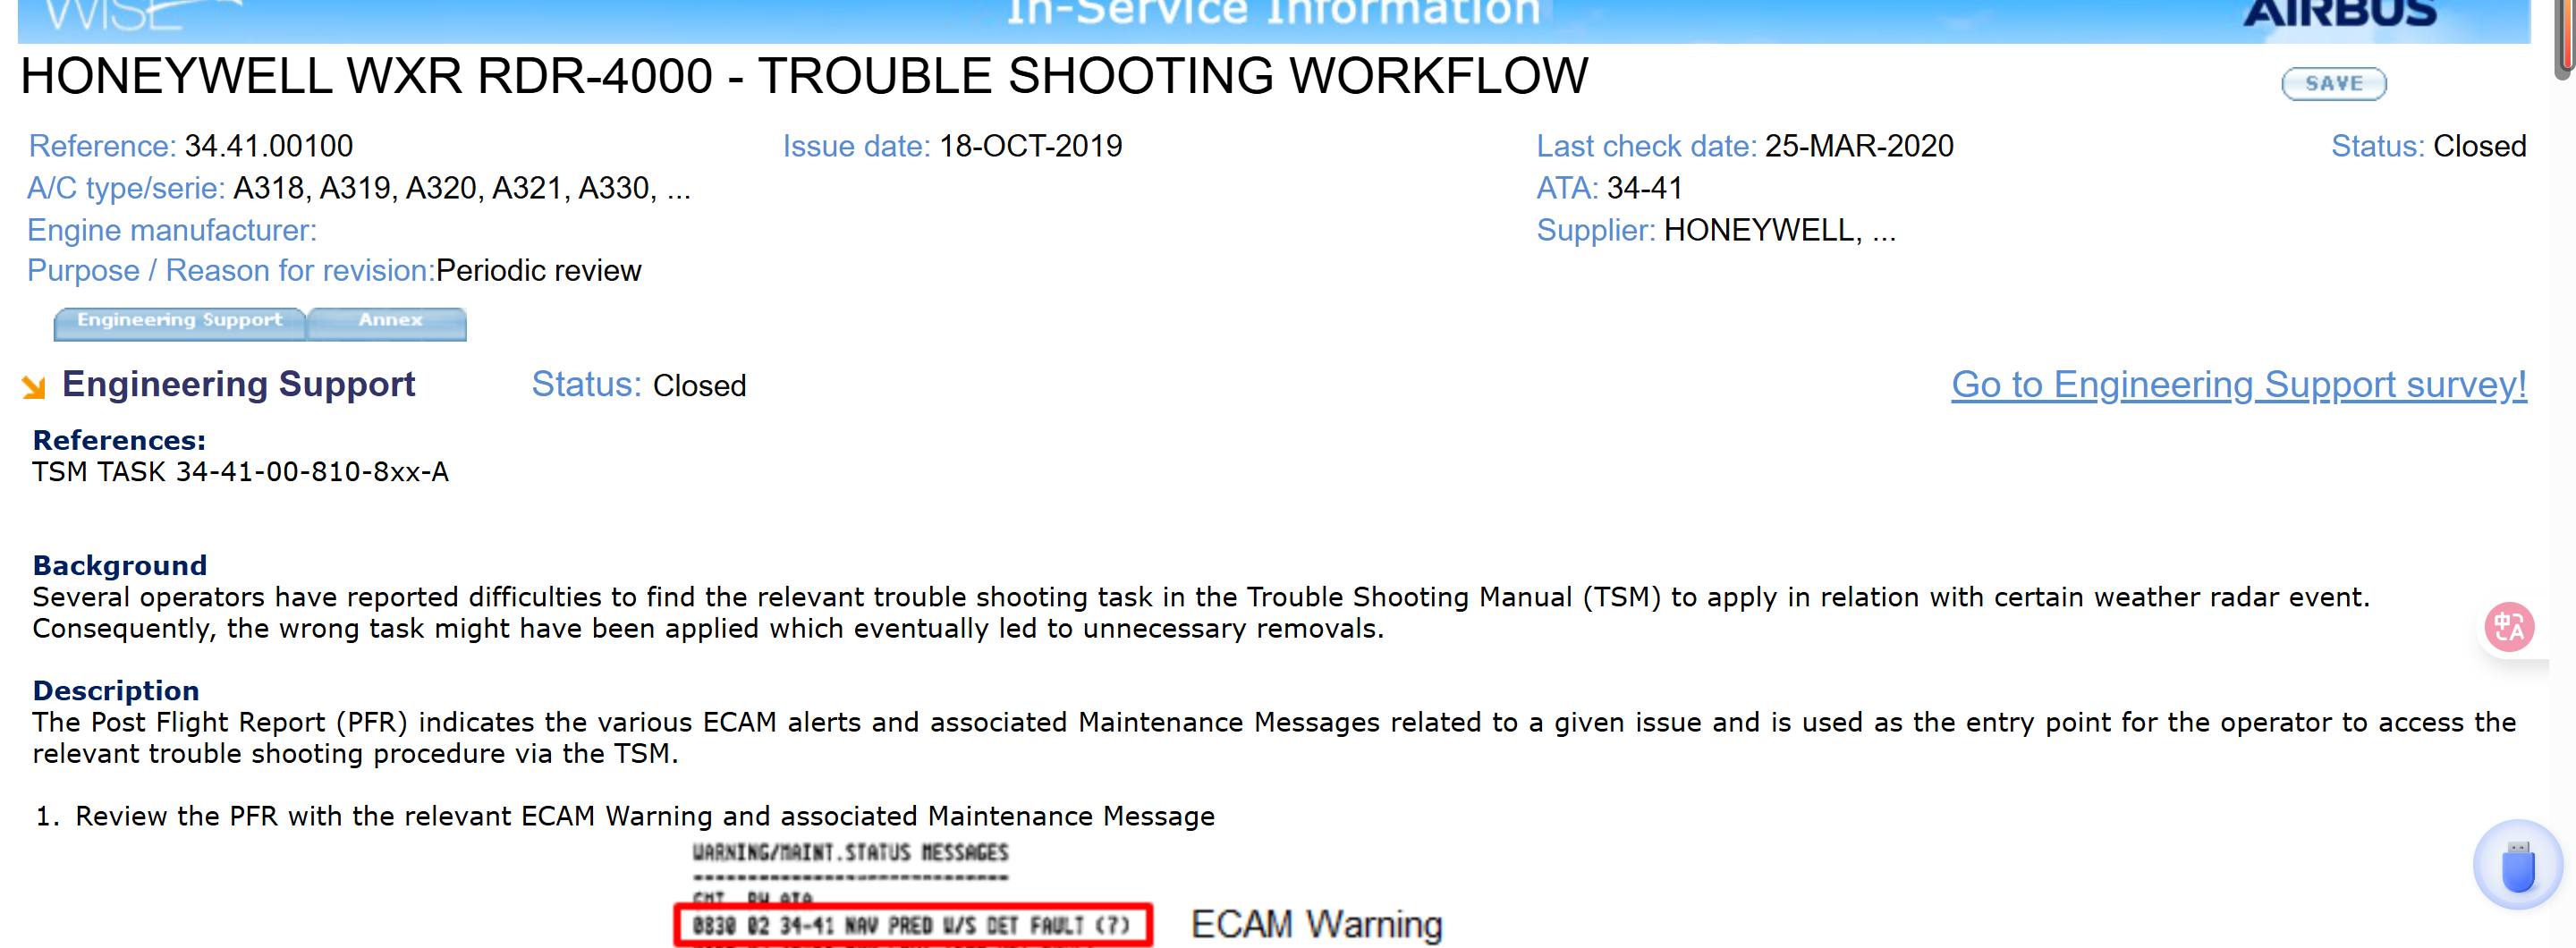 WISE
In-Service Information
AIRBUS
HONEYWELL WXR RDR-4000 - TROUBLE SHOOTING WORKFLOW
SAVE
Reference: 34.41.00100 Issue date: 18-OCT-2019 Last check date: 25-MAR-2020 Status: Closed
A/C type/serie: A318, A319, A320, A321, A330, ... ATA: 34-41
Engine manufacturer: Supplier: HONEYWELL, ...
Purpose / Reason for revision:Periodic review
Engineering Support Annex
Engineering Support Status: Closed Go to Engineering Support survey!
References:
TSM TASK 34-41-00-810-8xx-A
Background
Several operators have reported difficulties to find the relevant trouble shooting task in the Trouble Shooting Manual (TSM) to apply in relation with certain weather radar event.
Consequently, the wrong task might have been applied which eventually led to unnecessary removals.
中A
Description
The Post Flight Report (PFR) indicates the various ECAM alerts and associated Maintenance Messages related to a given issue and is used as the entry point for the operator to access the
relevant trouble shooting procedure via the TSM.
1. Review the PFR with the relevant ECAM Warning and associated Maintenance Message
WARNING/MAINT.STATUS MESSAGES
------------------------------
GMT PH ATA
0830 02 34-41 NAV PRED W/S DET FAULT (7) ECAM Warning